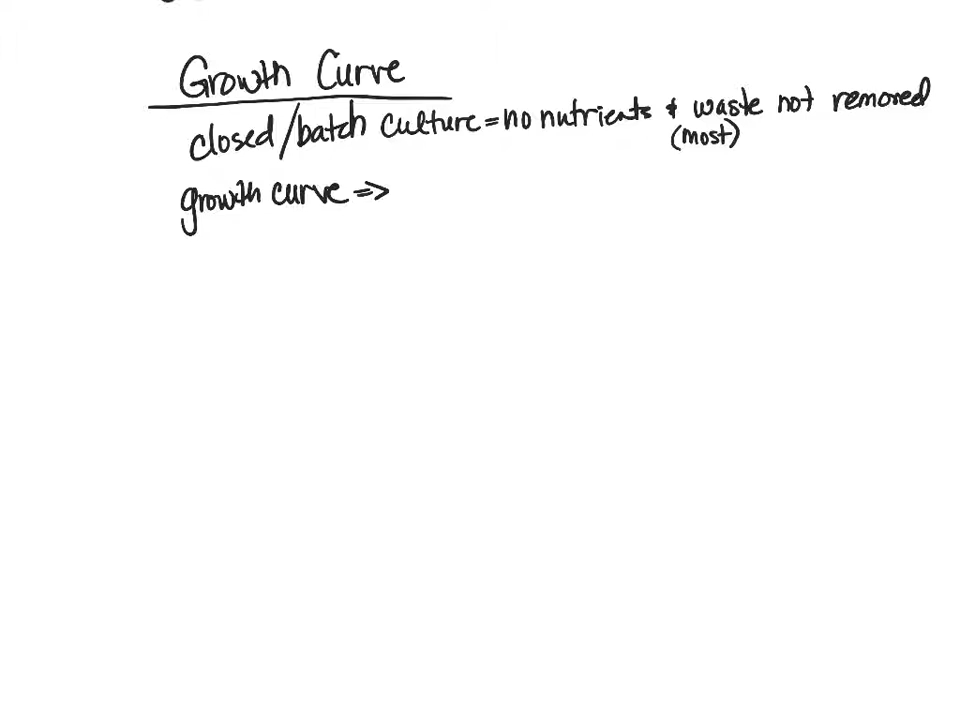 Growth Curve
closed/batch culture = no nutrients & waste not removed
(most)
growth curve =>